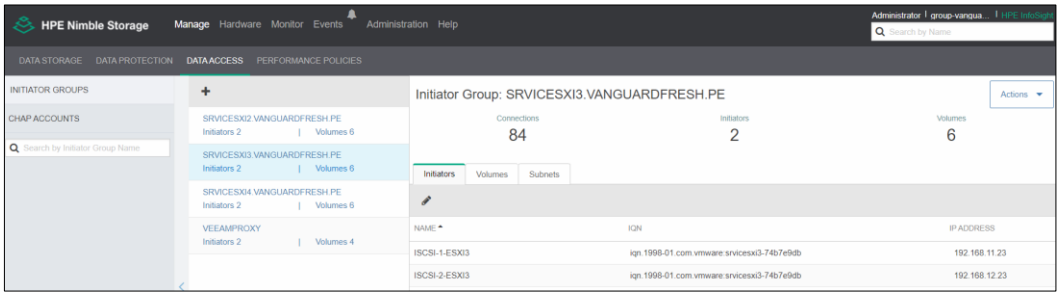 HPE Nimble Storage Manage Hardware Monitor Events Administration Help
Administrator | group-vangua... | HPE InfoSight
Search by Name
DATA STORAGE DATA PROTECTION DATA ACCESS PERFORMANCE POLICIES
INITIATOR GROUPS
CHAP ACCOUNTS
Search by Initiator Group Name
+
SRVICESXI2.VANGUARDFRESH.PE
Initiators 2 | Volumes 6
SRVICESXI3.VANGUARDFRESH.PE
Initiators 2 | Volumes 6
SRVICESXI4.VANGUARDFRESH.PE
Initiators 2 | Volumes 6
VEEAMPROXY
Initiators 2 | Volumes 4
Initiator Group: SRVICESXI3.VANGUARDFRESH.PE
Actions
Connections Initiators Volumes
84 2 6
Initiators Volumes Subnets
NAME IQN IP ADDRESS
ISCSI-1-ESXI3 iqn.1998-01.com.vmware:srvicesxi3-74b7e9db 192.168.11.23
ISCSI-2-ESXI3 iqn.1998-01.com.vmware:srvicesxi3-74b7e9db 192.168.12.23